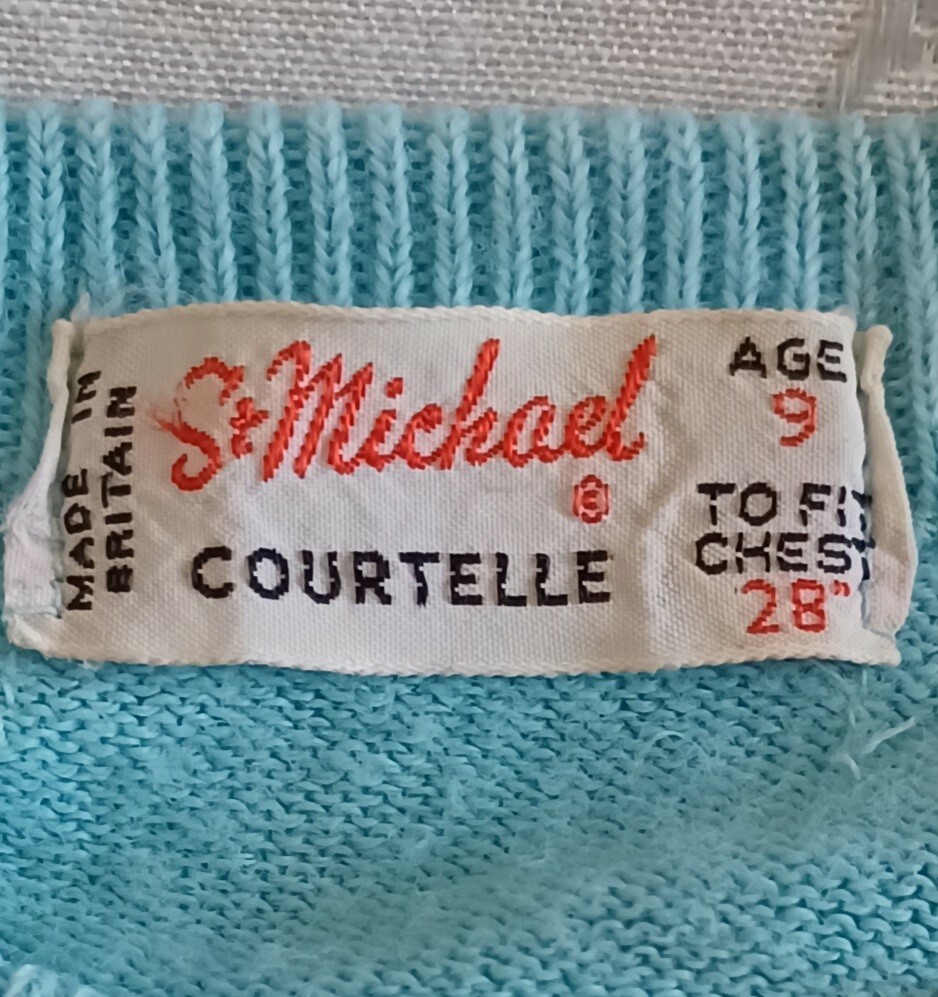 MADE IN
BRITAIN
St Michael
®
COURTELLE
AGE
9
TO FIT
CHEST
28"